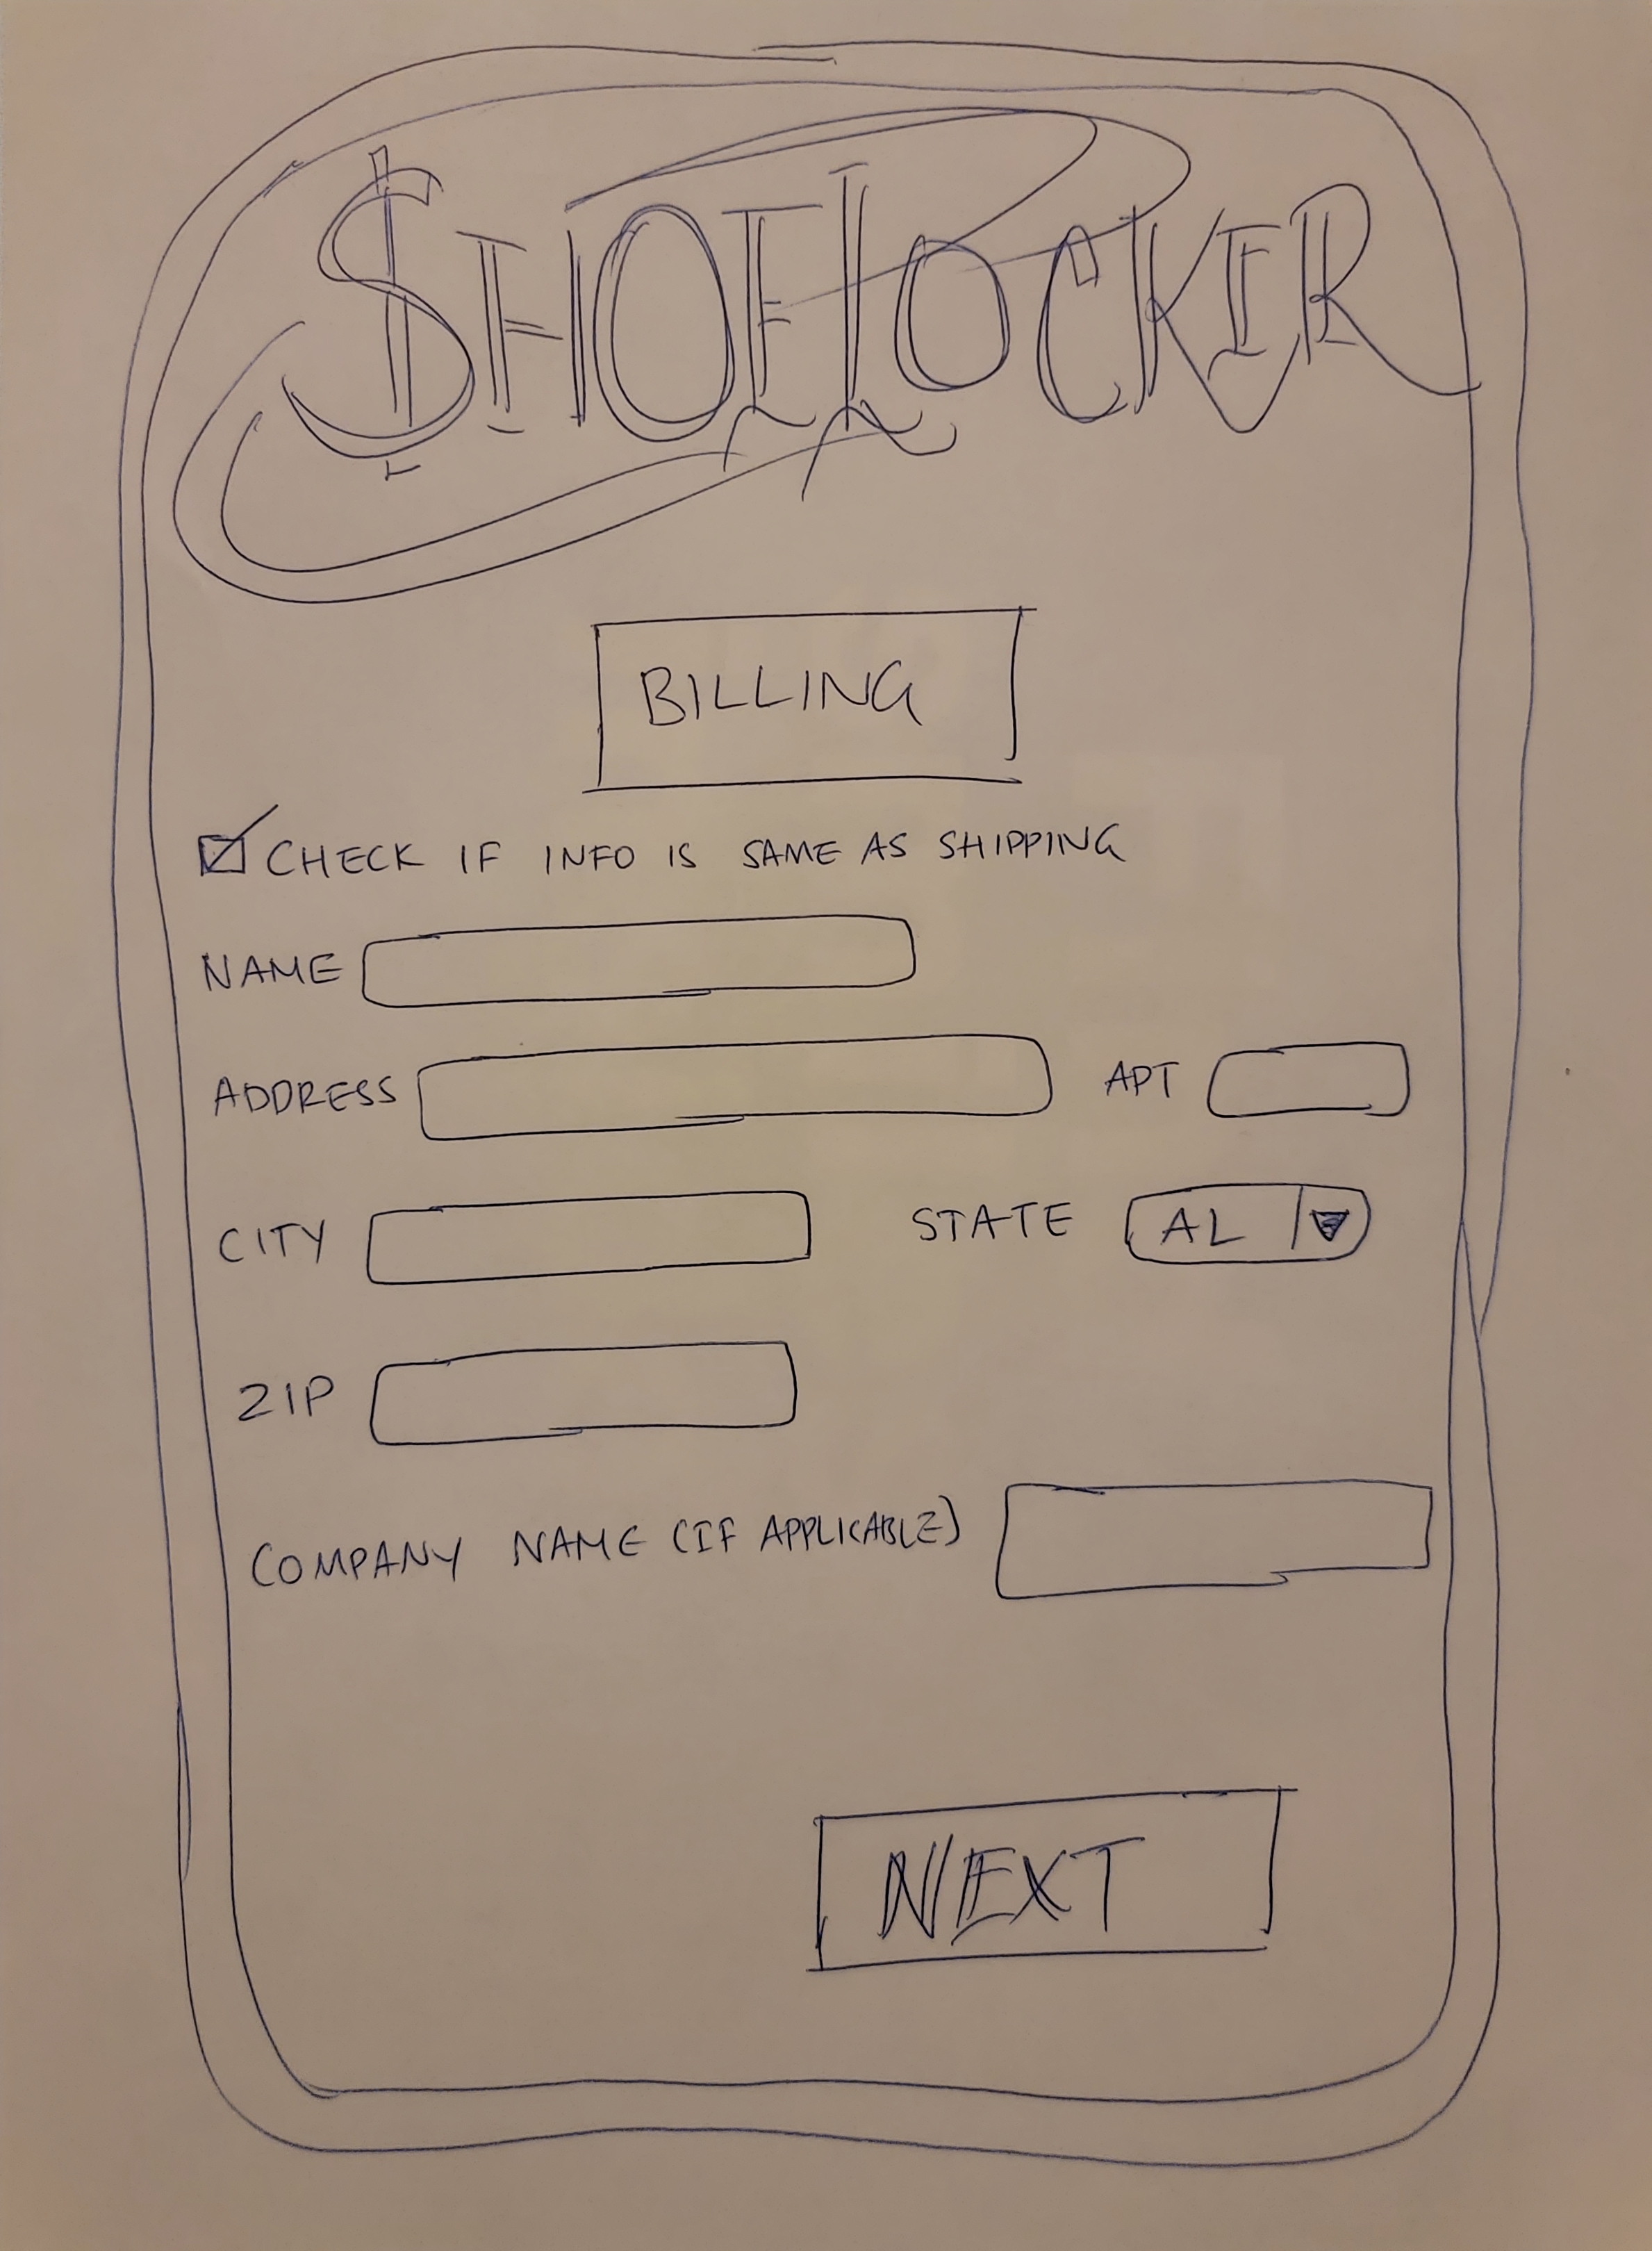 $HOELOCKER
BILLING
CHECK IF INFO IS SAME AS SHIPPING
NAME
ADDRESS APT
CITY STATE AL
ZIP
COMPANY NAME (IF APPLICABLE)
NEXT